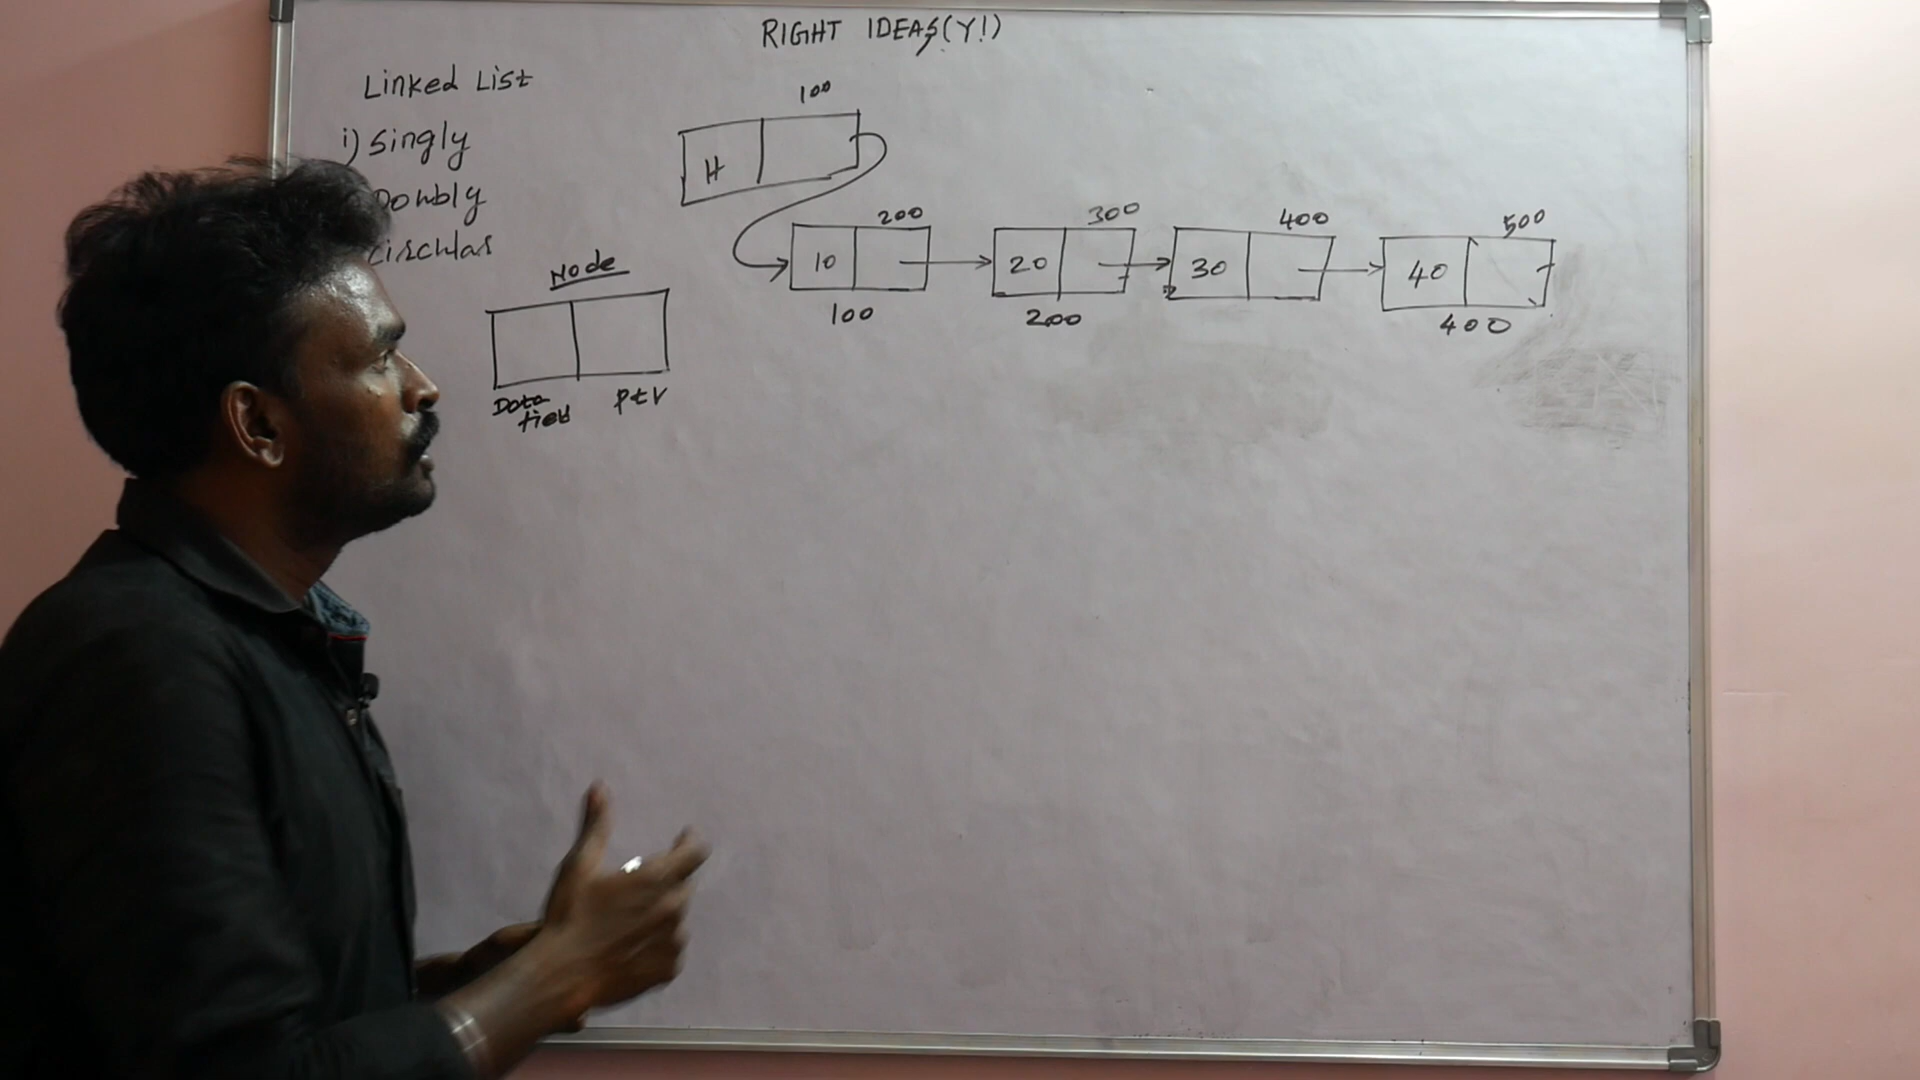 RIGHT IDEAS(Y!)
Linked List
i) Singly
Doubly
circular
Node
Data field
Ptr
100
H
200
300
400
500
10
20
30
40
100
200
400